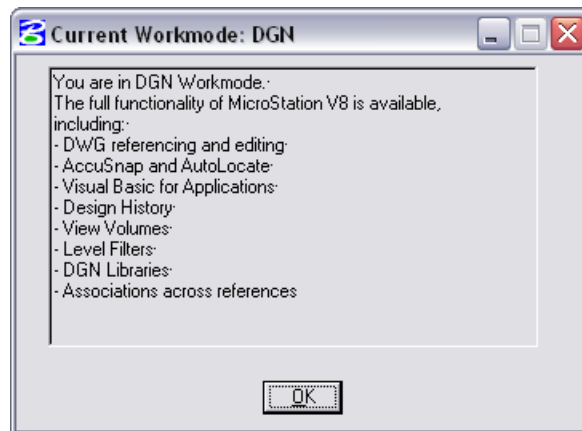 Current Workmode: DGN
You are in DGN Workmode.
The full functionality of MicroStation V8 is available,
including:
- DWG referencing and editing
- AccuSnap and AutoLocate
- Visual Basic for Applications
- Design History
- View Volumes
- Level Filters
- DGN Libraries
- Associations across references
OK